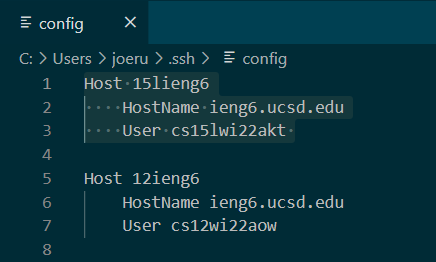 config
C: > Users > joeru > .ssh > config
1 Host 15lieng6
2 HostName ieng6.ucsd.edu
3 User cs15lwi22akt
4
5 Host 12ieng6
6 HostName ieng6.ucsd.edu
7 User cs12wi22aow
8